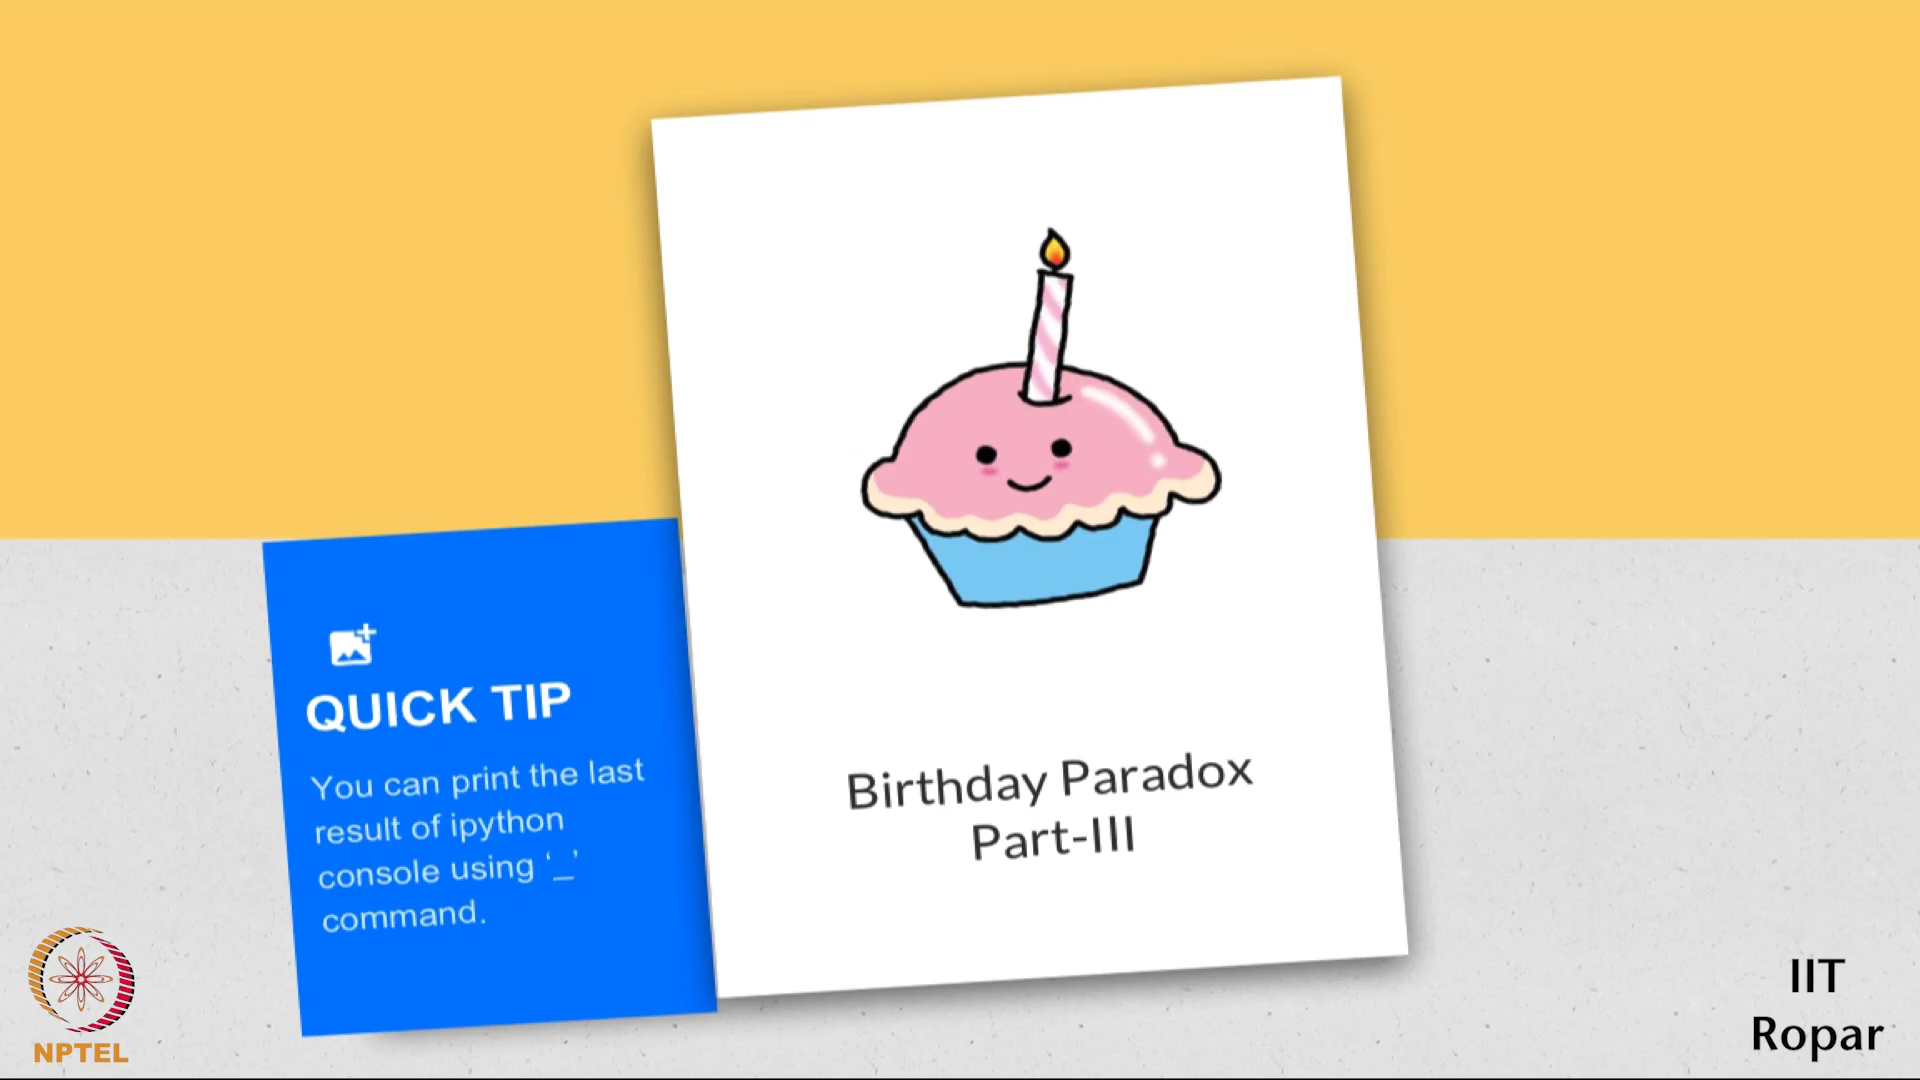 QUICK TIP
You can print the last
result of ipython
console using ‘_’
command.
Birthday Paradox
Part-III
NPTEL
IIT
Ropar